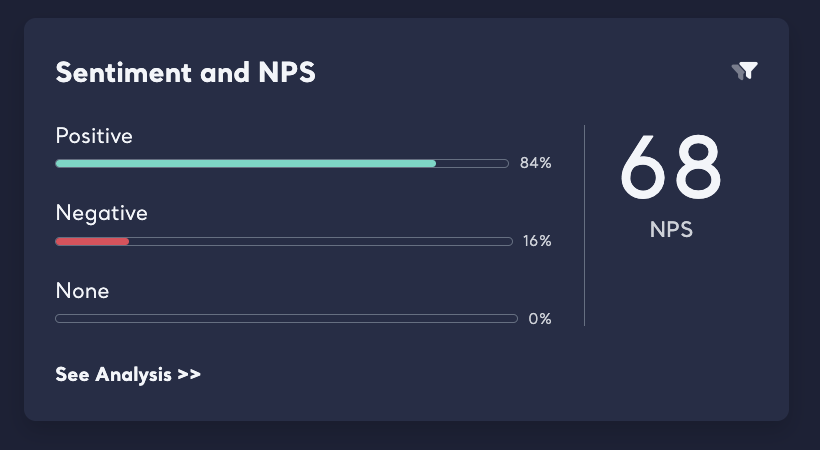 Sentiment and NPS
Positive
84%
Negative
16%
None
0%
See Analysis >>
68
NPS